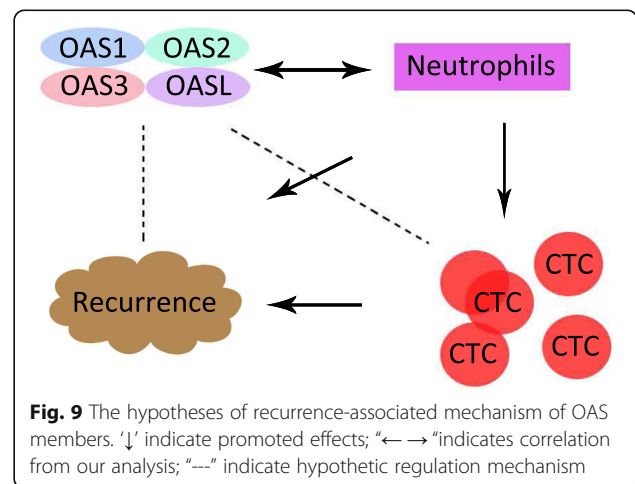 OAS1 OAS2
OAS3 OASL
Neutrophils
Recurrence
CTC
CTC
CTC
CTC
Fig. 9 The hypotheses of recurrence-associated mechanism of OAS
members. ‘↓’ indicate promoted effects; “← → “indicates correlation
from our analysis; “---” indicate hypothetic regulation mechanism